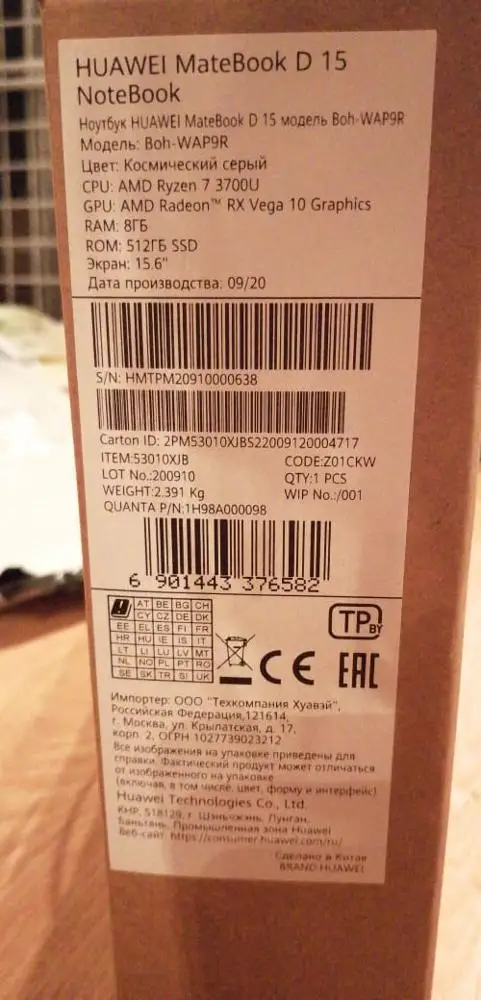 HUAWEI MateBook D 15
NoteBook
Ноутбук HUAWEI MateBook D 15 модель Boh-WAP9R
Модель: Boh-WAP9R
Цвет: Космический серый
CPU: AMD Ryzen 7 3700U
GPU: AMD Radeon™ RX Vega 10 Graphics
RAM: 8ГБ
ROM: 512ГБ SSD
Экран: 15.6"
Дата производства: 09/20
S/N: HMTPM20910000638
Carton ID: 2PM53010XJBS22009120004717
ITEM:53010XJB CODE:Z01CKW
LOT No.:200910 QTY:1 PCS
WEIGHT:2.391 Kg WIP No.:/001
QUANTA P/N:1H98A000098
6 901443 376582
AT BE BG CH
CY CZ DE DK
EE EL ES FI FR
HR HU IE IS IT
LT LI LU LV MT
NL NO PL PT RO
SE SK TR SI UK
CE
TP BY
EAC
Импортер: ООО "Техкомпания Хуавэй",
Российская Федерация,121614,
г. Москва, ул. Крылатская, д. 17,
корп. 2, ОГРН 1027739023212
Все изображения на упаковке приведены для
справки. Фактический продукт может отличаться
от изображенного на упаковке
(включая, в том числе, цвет, форму и интерфейс)
Huawei Technologies Co., Ltd.
КНР, 518129, г. Шэньчжэнь, Лунган,
Баньтянь, Промышленная зона Huawei
Веб-сайт: https://consumer.huawei.com/ru/
Сделано в Китае
BRAND:HUAWEI